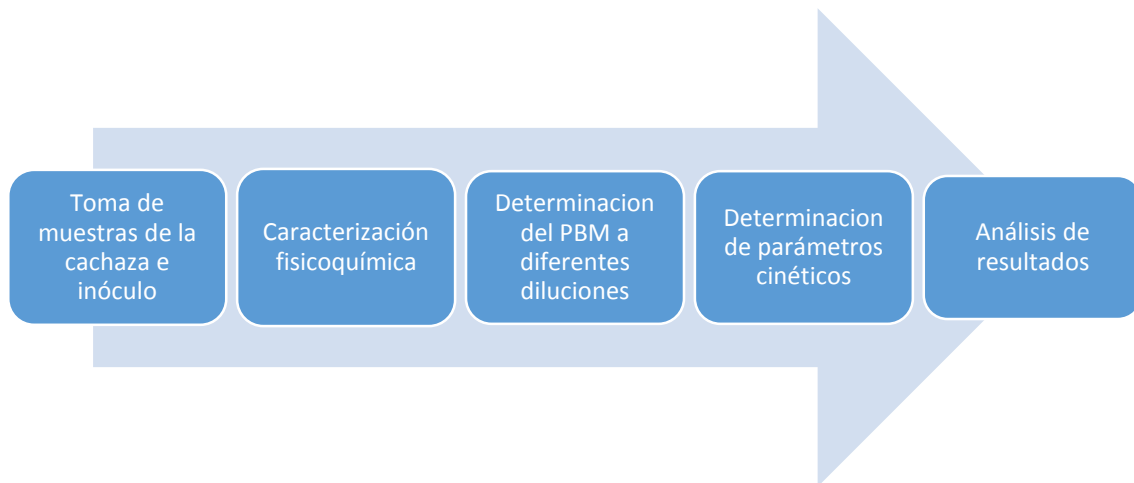 Toma de
muestras de la
cachaza e
inóculo
Caracterización
fisicoquímica
Determinacion
del PBM a
diferentes
diluciones
Determinacion
de parámetros
cinéticos
Análisis de
resultados